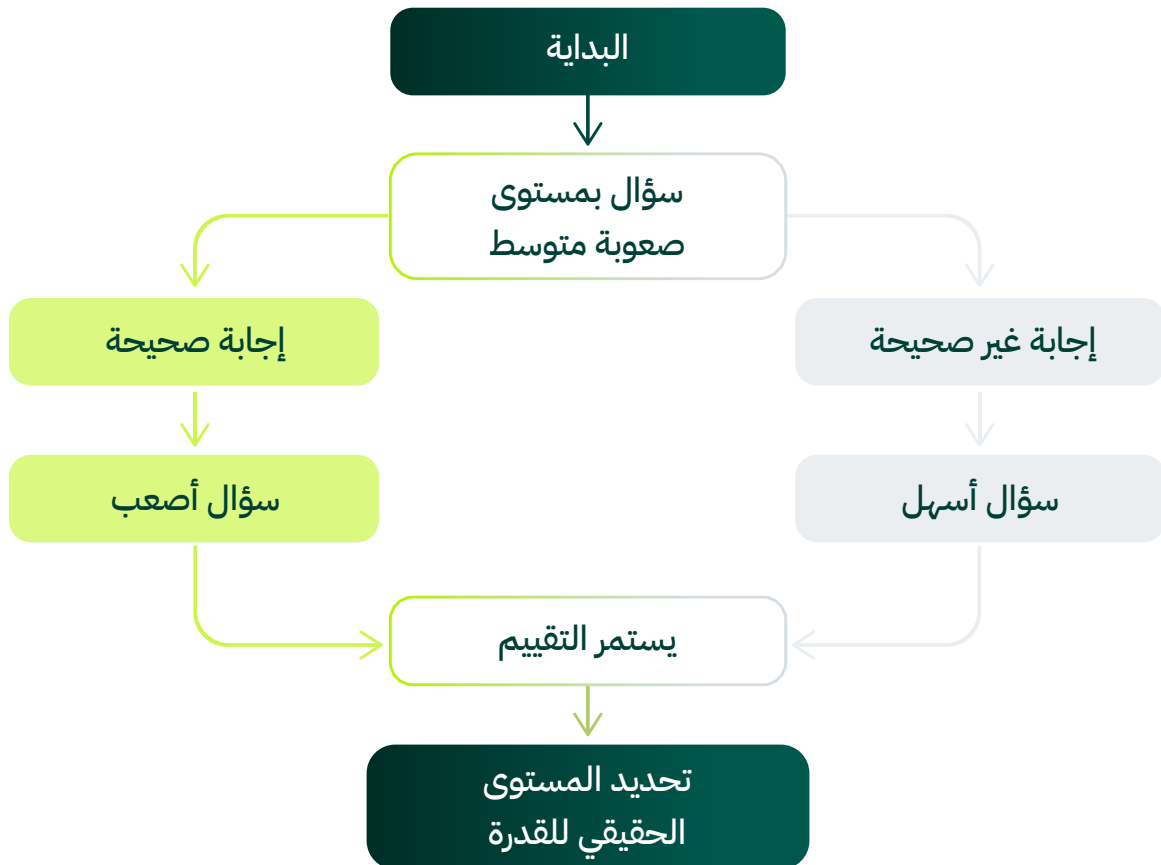 البداية
سؤال بمستوى
صعوبة متوسط
إجابة غير صحيحة
إجابة صحيحة
سؤال أسهل
سؤال أصعب
يستمر التقييم
تحديد المستوى
الحقيقي للقدرة